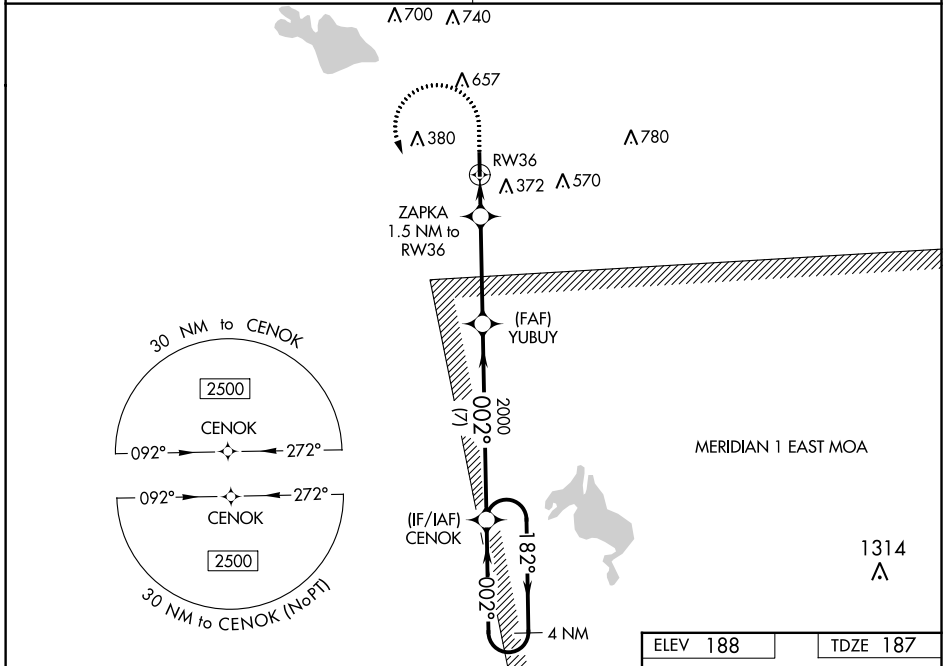 700 740
657
380
780
RW36
372 570
ZAPKA
1.5 NM to
RW36
(FAF)
YUBUY
30 NM to CENOK
2500
CENOK
092° 272°
092° 272°
CENOK
2500
30 NM to CENOK (NoPT)
2000
002°
(7)
MERIDIAN 1 EAST MOA
(IF/IAF)
CENOK
182°
002°
4 NM
1314
ELEV 188 TDZE 187